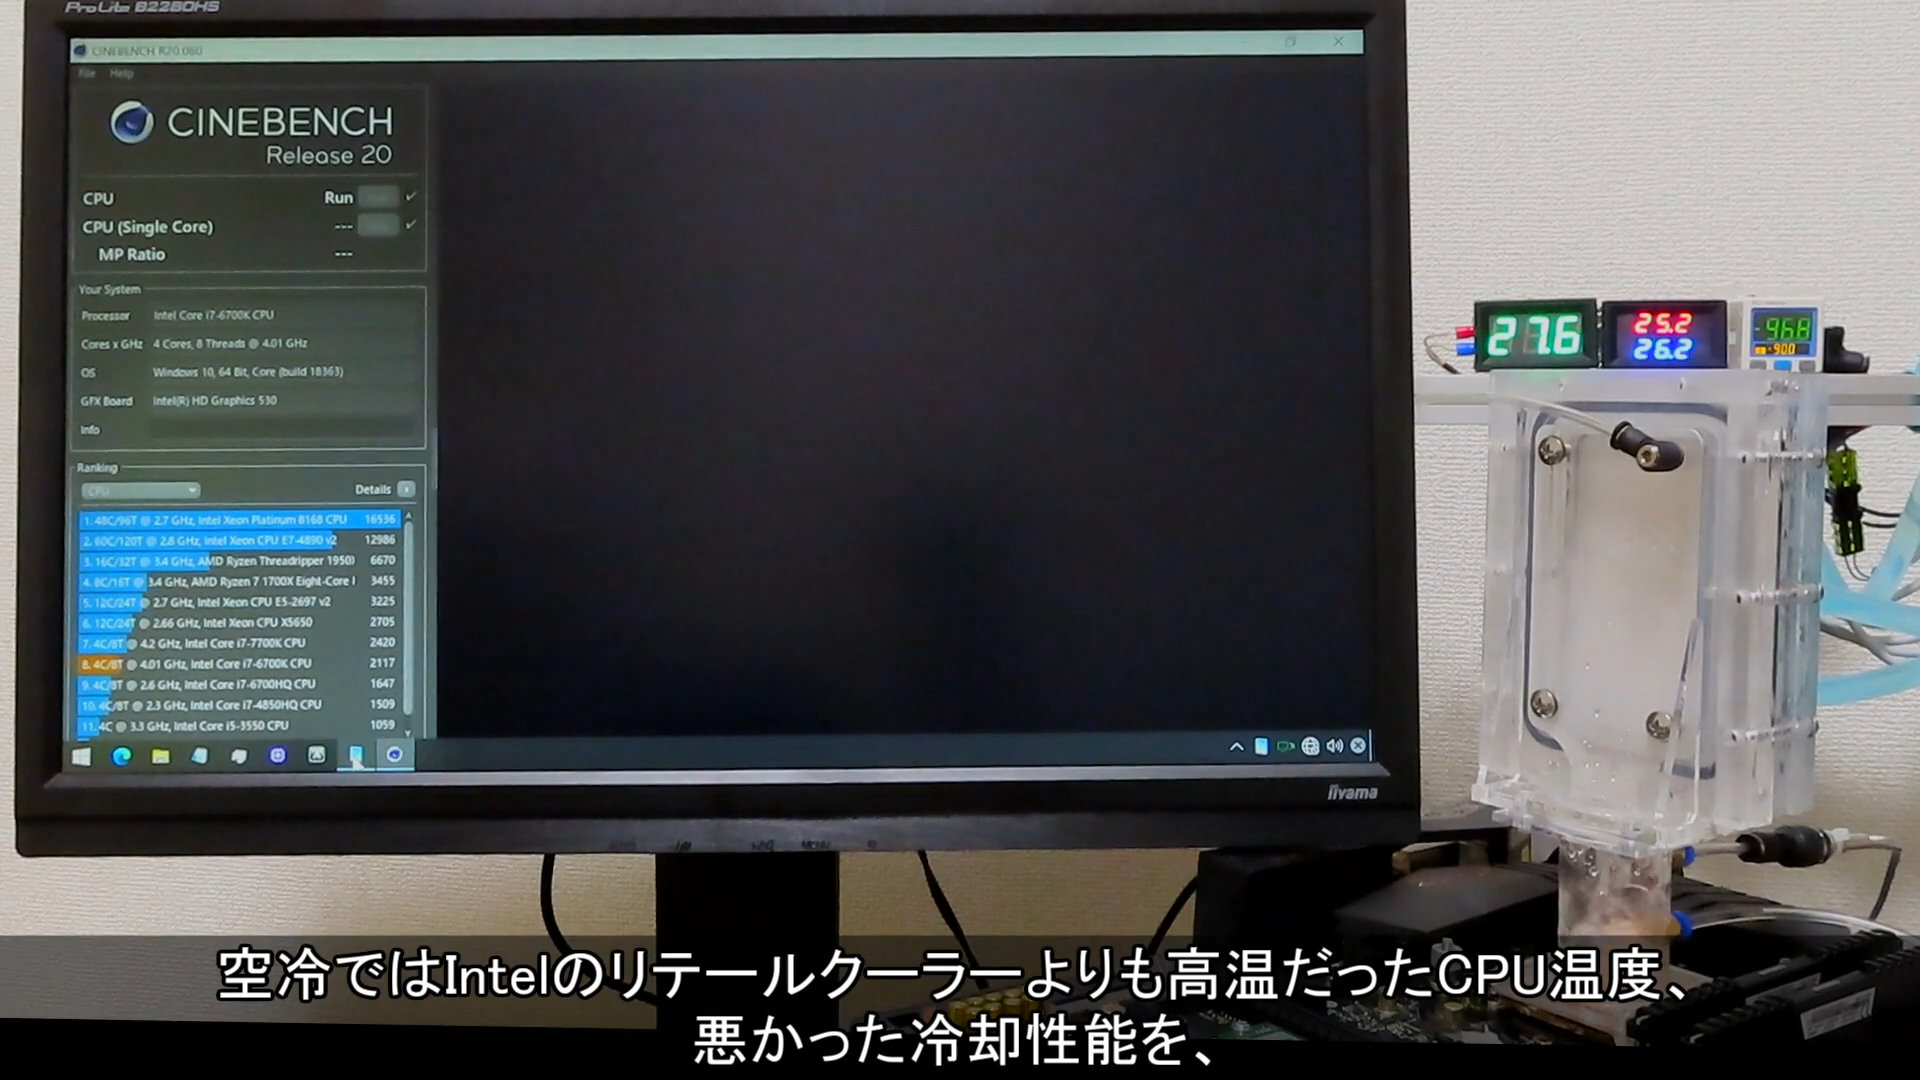 ProLite B2280HS
CINEBENCH R20.060
File Help
CINEBENCH
Release 20
CPU Run
CPU (Single Core) ---
MP Ratio ---
Your System
Processor Intel Core i7-6700K CPU
Cores x GHz 4 Cores, 8 Threads @ 4.01 GHz
OS Windows 10, 64 Bit, Core (build 18363)
GFX Board Intel(R) HD Graphics 530
Info
Ranking
CPU Details
1. 48C/96T @ 2.7 GHz, Intel Xeon Platinum 8168 CPU 16536
2. 60C/120T @ 2.8 GHz, Intel Xeon CPU E7-4890 v2 12986
3. 16C/32T @ 3.4 GHz, AMD Ryzen Threadripper 1950X 6670
4. 8C/16T @ 3.4 GHz, AMD Ryzen 7 1700X Eight-Core 3455
5. 12C/24T @ 2.7 GHz, Intel Xeon CPU E5-2697 v2 3225
6. 12C/24T @ 2.66 GHz, Intel Xeon CPU X5650 2705
7. 4C/8T @ 4.2 GHz, Intel Core i7-7700K CPU 2420
8. 4C/8T @ 4.01 GHz, Intel Core i7-6700K CPU 2117
9. 4C/8T @ 2.6 GHz, Intel Core i7-6700HQ CPU 1647
10. 4C/8T @ 2.3 GHz, Intel Core i7-4850HQ CPU 1509
11. 4C @ 3.3 GHz, Intel Core i5-3550 CPU 1059
iiyama
27.6
25.2
26.2
-96.8
-90.0
空冷ではIntelのリテールクーラーよりも高温だったCPU温度、
悪かった冷却性能を、